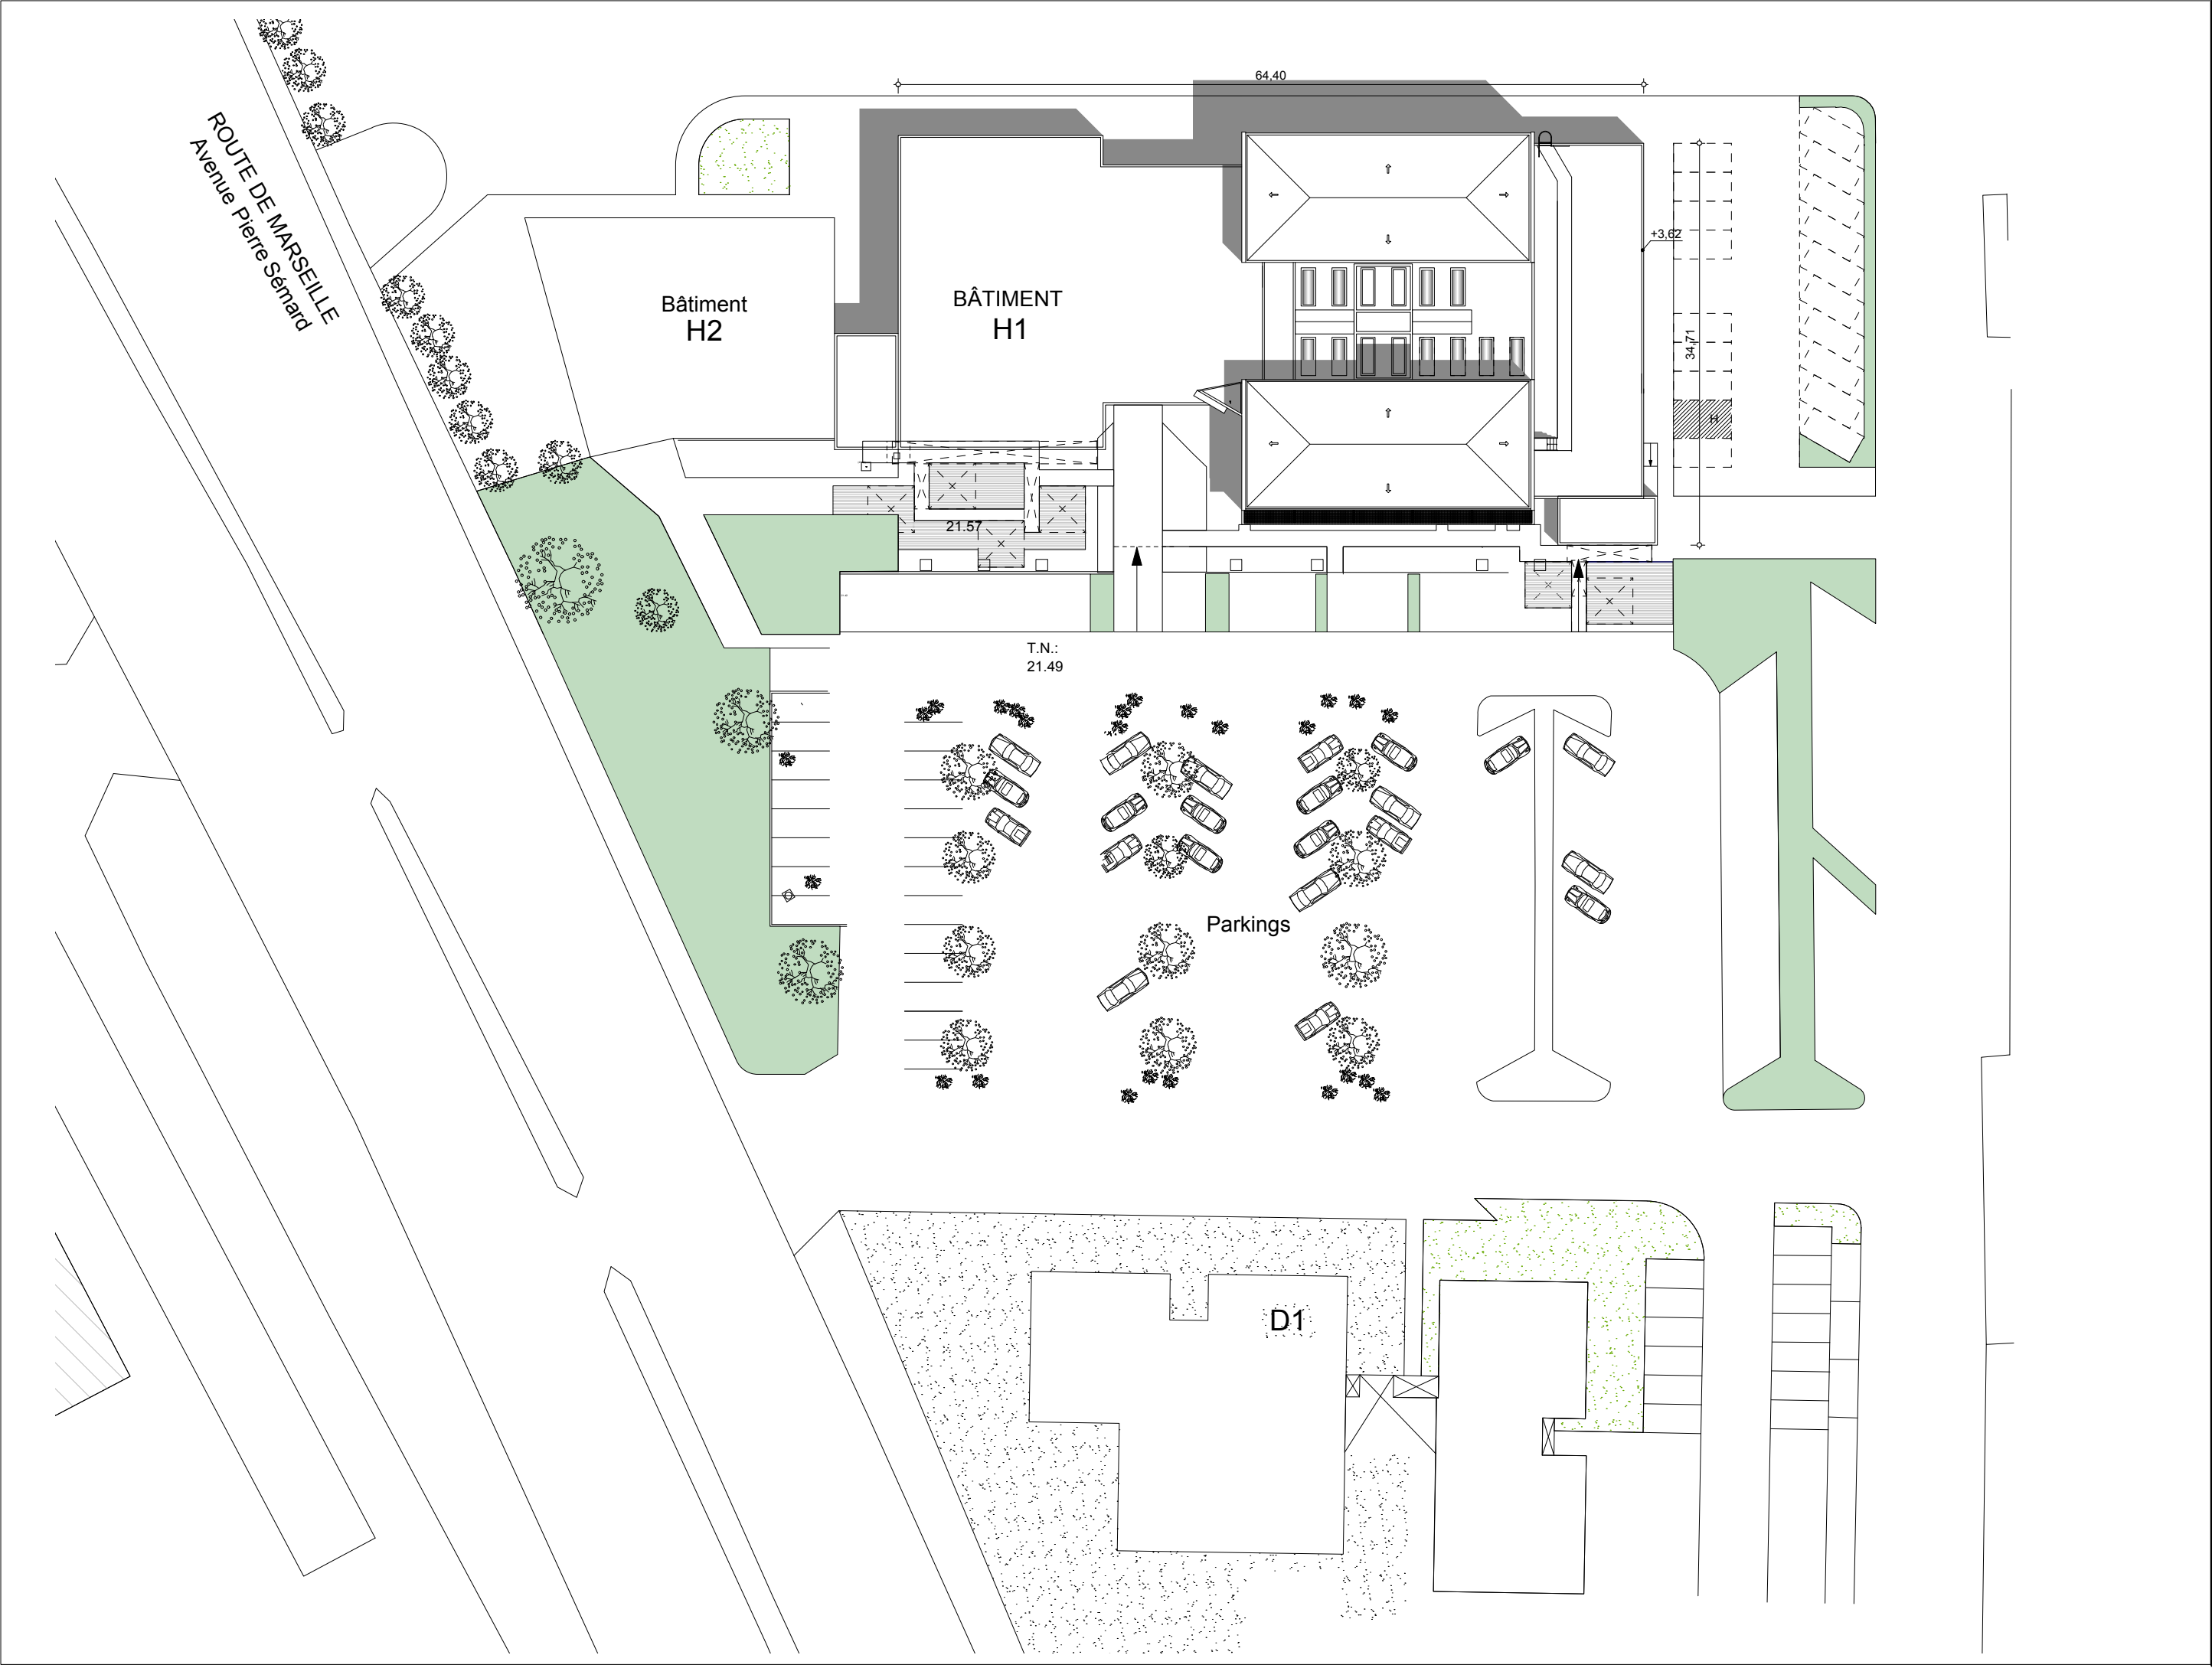 64,40
ROUTE DE MARSEILLE
Avenue Pierre Sémard
+3,62
Bâtiment
H2
BÂTIMENT
H1
34,71
H
21.57
T.N.:
21.49
Parkings
D1